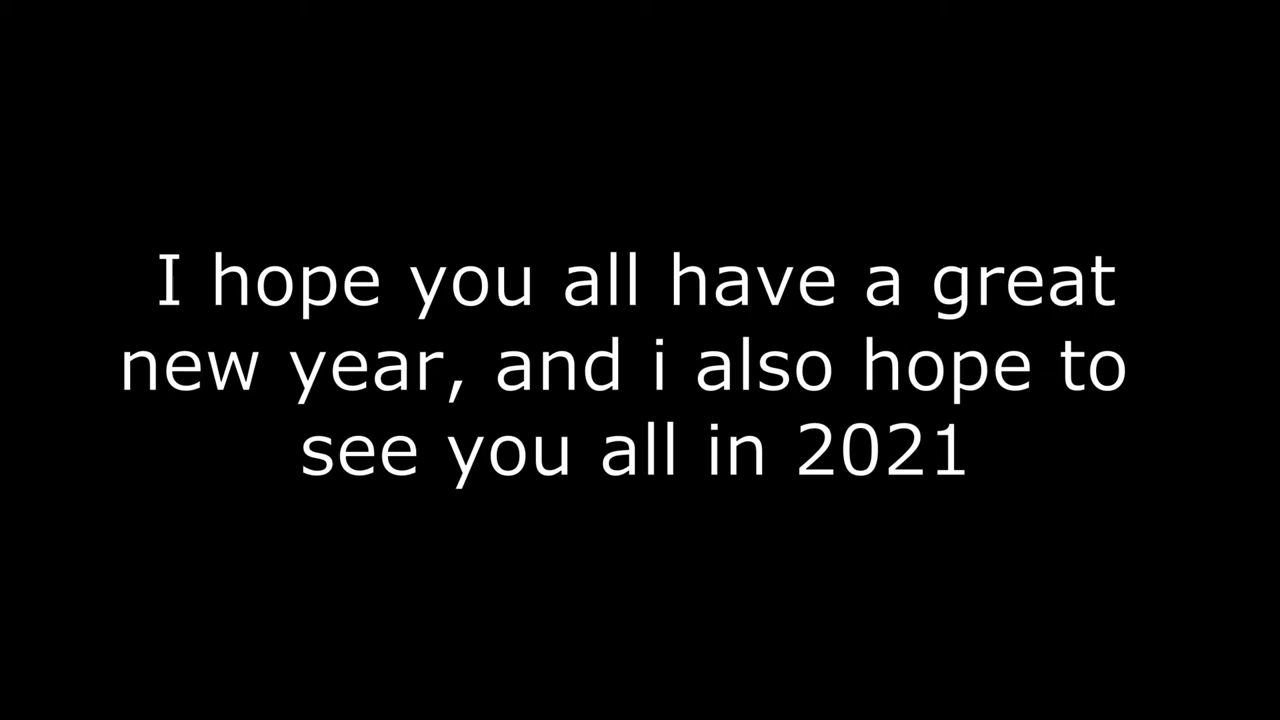 I hope you all have a great
new year, and i also hope to
see you all in 2021